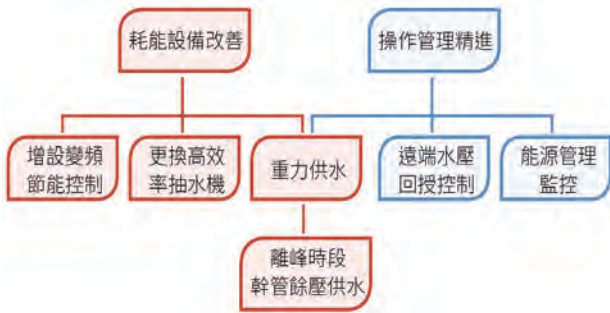 耗能設備改善
操作管理精進
增設變頻
節能控制
更換高效
率抽水機
重力供水
遠端水壓
回授控制
能源管理
監控
離峰時段
幹管餘壓供水